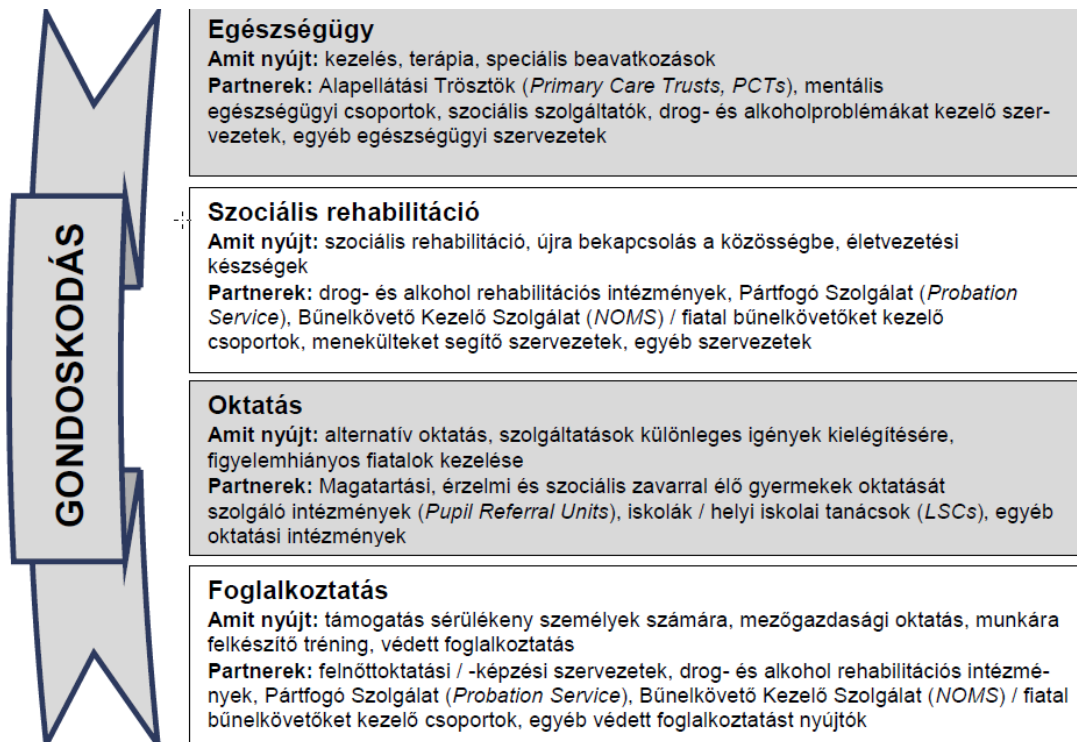 GONDOSKODÁS
Egészségügy
Amit nyújt: kezelés, terápia, speciális beavatkozások
Partnerek: Alapellátási Trösztök (Primary Care Trusts, PCTs), mentális
egészségügyi csoportok, szociális szolgáltatók, drog- és alkoholproblémákat kezelő szer-
vezetek, egyéb egészségügyi szervezetek
Szociális rehabilitáció
Amit nyújt: szociális rehabilitáció, újra bekapcsolás a közösségbe, életvezetési
készségek
Partnerek: drog- és alkohol rehabilitációs intézmények, Pártfogó Szolgálat (Probation
Service), Bűnelkövető Kezelő Szolgálat (NOMS) / fiatal bűnelkövetőket kezelő
csoportok, menekülteket segítő szervezetek, egyéb szervezetek
Oktatás
Amit nyújt: alternatív oktatás, szolgáltatások különleges igények kielégítésére,
figyelemhiányos fiatalok kezelése
Partnerek: Magatartási, érzelmi és szociális zavarral élő gyermekek oktatását
szolgáló intézmények (Pupil Referral Units), iskolák / helyi iskolai tanácsok (LSCs), egyéb
oktatási intézmények
Foglalkoztatás
Amit nyújt: támogatás sérülékeny személyek számára, mezőgazdasági oktatás, munkára
felkészítő tréning, védett foglalkoztatás
Partnerek: felnőttoktatási / -képzési szervezetek, drog- és alkohol rehabilitációs intézmé-
nyek, Pártfogó Szolgálat (Probation Service), Bűnelkövető Kezelő Szolgálat (NOMS) / fiatal
bűnelkövetőket kezelő csoportok, egyéb védett foglalkoztatást nyújtók